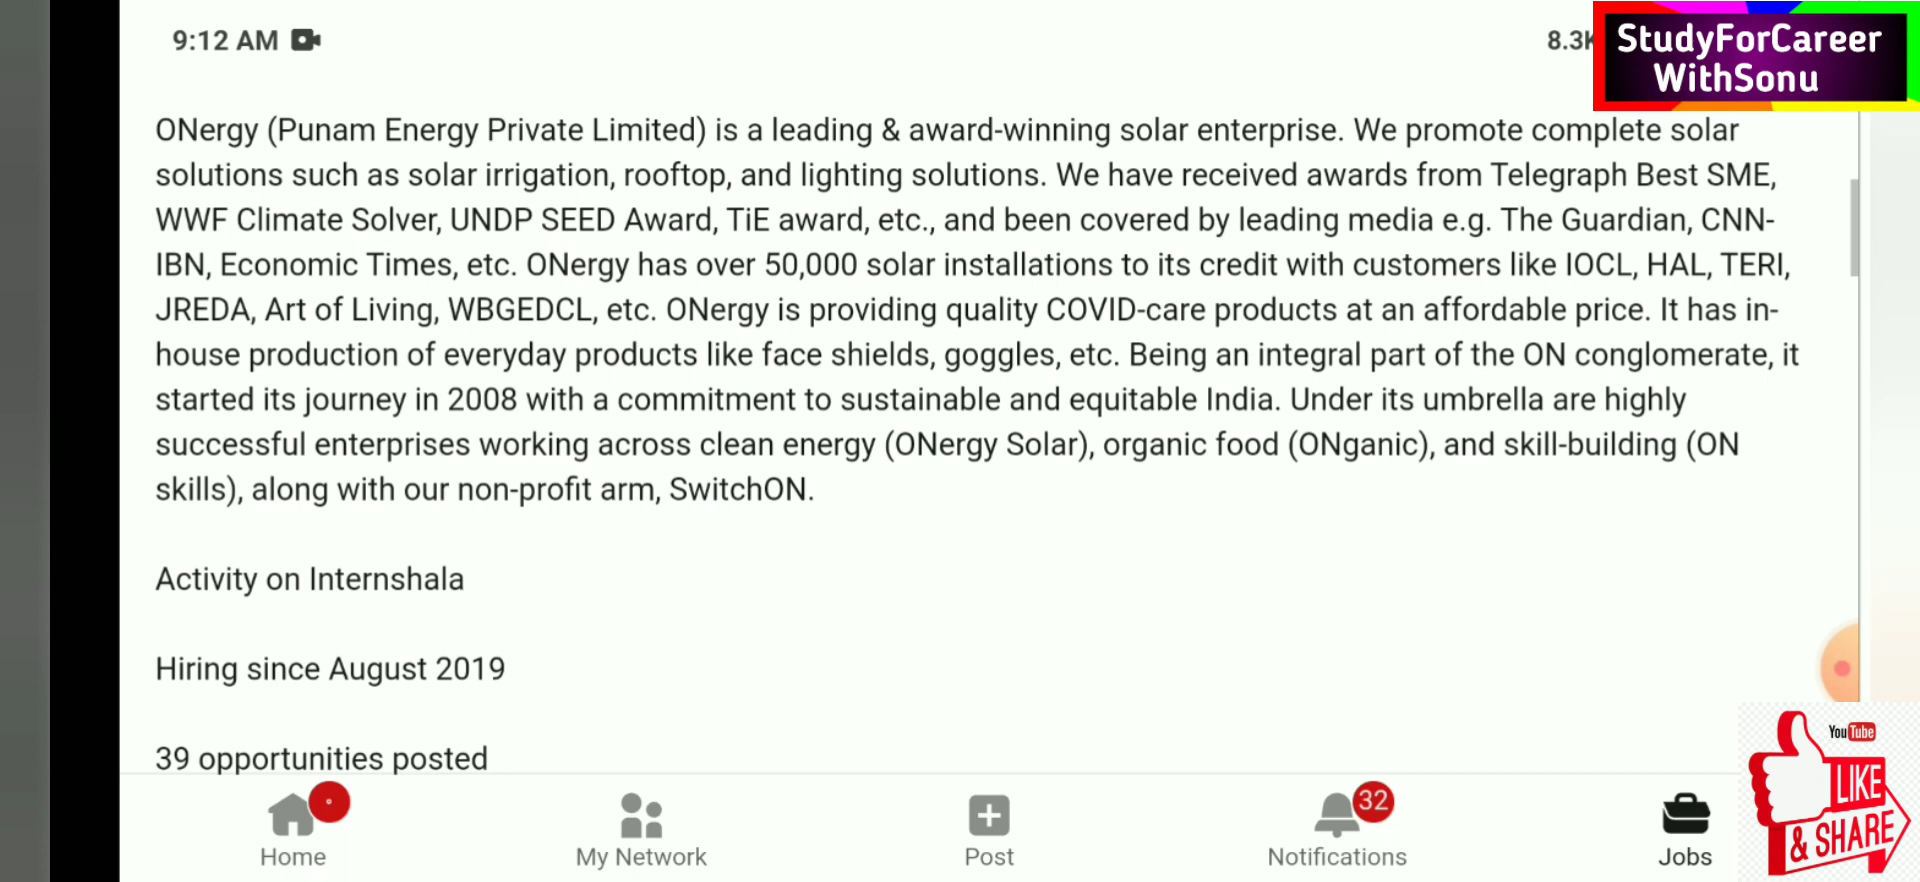 9:12 AM
8.3K
StudyForCareer
WithSonu
ONergy (Punam Energy Private Limited) is a leading & award-winning solar enterprise. We promote complete solar
solutions such as solar irrigation, rooftop, and lighting solutions. We have received awards from Telegraph Best SME,
WWF Climate Solver, UNDP SEED Award, TiE award, etc., and been covered by leading media e.g. The Guardian, CNN-
IBN, Economic Times, etc. ONergy has over 50,000 solar installations to its credit with customers like IOCL, HAL, TERI,
JREDA, Art of Living, WBGEDCL, etc. ONergy is providing quality COVID-care products at an affordable price. It has in-
house production of everyday products like face shields, goggles, etc. Being an integral part of the ON conglomerate, it
started its journey in 2008 with a commitment to sustainable and equitable India. Under its umbrella are highly
successful enterprises working across clean energy (ONergy Solar), organic food (ONganic), and skill-building (ON
skills), along with our non-profit arm, SwitchON.
Activity on Internshala
Hiring since August 2019
39 opportunities posted
Home
My Network
Post
32
Notifications
Jobs
YouTube
LIKE
& SHARE